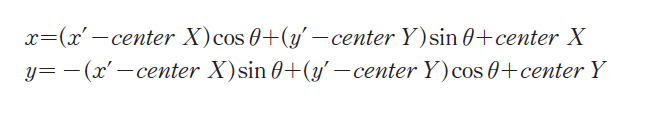 x=(x′−center X)cos θ+(y′−center Y)sin θ+center X
y= −(x′−center X)sin θ+(y′−center Y)cos θ+center Y